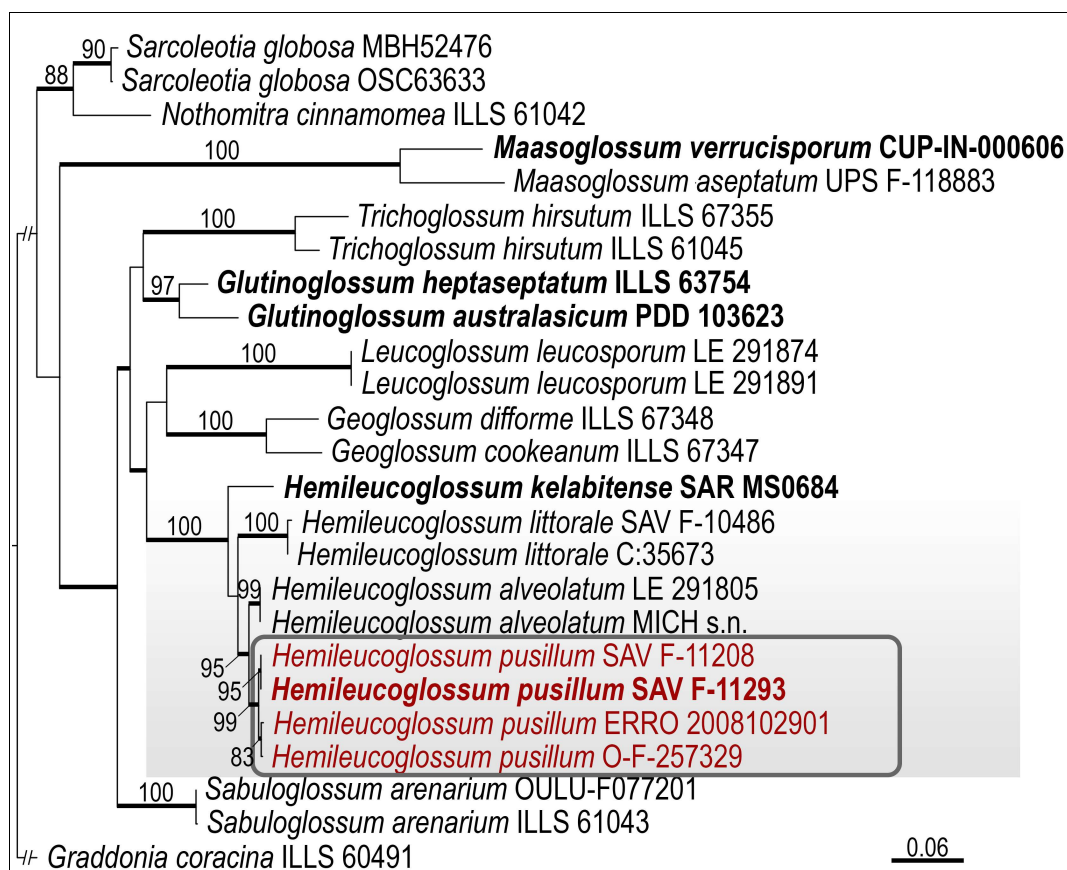 90 Sarcoleotia globosa MBH52476
88 Sarcoleotia globosa OSC63633
Nothomitra cinnamomea ILLS 61042
100 Maasoglossum verrucisporum CUP-IN-000606
Maasoglossum aseptatum UPS F-118883
100 Trichoglossum hirsutum ILLS 67355
Trichoglossum hirsutum ILLS 61045
97 Glutinoglossum heptaseptatum ILLS 63754
Glutinoglossum australasicum PDD 103623
100 Leucoglossum leucosporum LE 291874
Leucoglossum leucosporum LE 291891
100 Geoglossum difforme ILLS 67348
Geoglossum cookeanum ILLS 67347
Hemileucoglossum kelabitense SAR MS0684
100 100 Hemileucoglossum littorale SAV F-10486
Hemileucoglossum littorale C:35673
99 Hemileucoglossum alveolatum LE 291805
Hemileucoglossum alveolatum MICH s.n.
95 Hemileucoglossum pusillum SAV F-11208
95 Hemileucoglossum pusillum SAV F-11293
99 Hemileucoglossum pusillum ERRO 2008102901
83 Hemileucoglossum pusillum O-F-257329
100 Sabuloglossum arenarium OULU-F077201
Sabuloglossum arenarium ILLS 61043
Graddonia coracina ILLS 60491
0.06